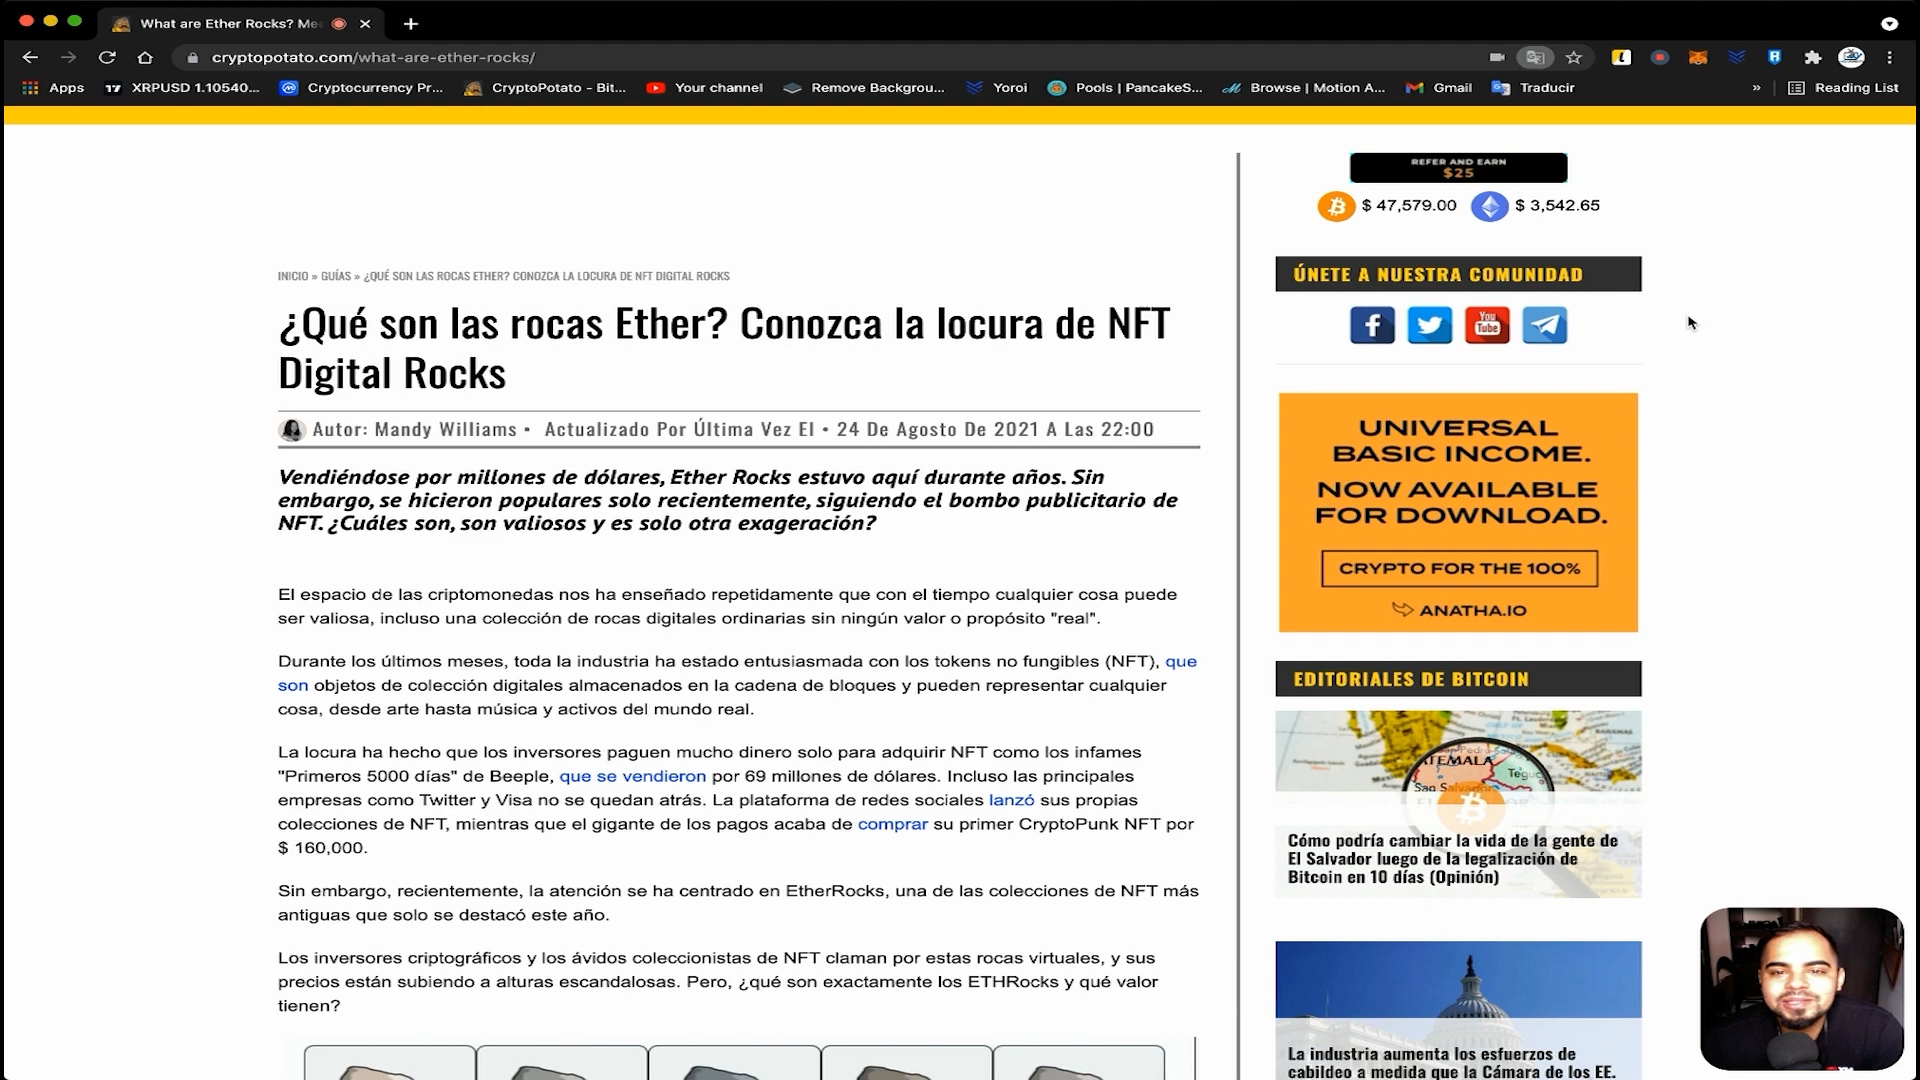 What are Ether Rocks? Me
cryptopotato.com/what-are-ether-rocks/
Apps
XRPUSD 1.10540...
Cryptocurrency Pr...
CryptoPotato - Bit...
Your channel
Remove Backgrou...
Yoroi
Pools | PancakeS...
Browse | Motion A...
Gmail
Traducir
»
Reading List
REFER AND EARN
$25
$ 47,579.00
$ 3,542.65
INICIO » GUÍAS » ¿QUÉ SON LAS ROCAS ETHER? CONOZCA LA LOCURA DE NFT DIGITAL ROCKS
¿Qué son las rocas Ether? Conozca la locura de NFT
Digital Rocks
Autor: Mandy Williams • Actualizado Por Última Vez El • 24 De Agosto De 2021 A Las 22:00
Vendiéndose por millones de dólares, Ether Rocks estuvo aquí durante años. Sin
embargo, se hicieron populares solo recientemente, siguiendo el bombo publicitario de
NFT. ¿Cuáles son, son valiosos y es solo otra exageración?
El espacio de las criptomonedas nos ha enseñado repetidamente que con el tiempo cualquier cosa puede
ser valiosa, incluso una colección de rocas digitales ordinarias sin ningún valor o propósito "real".
Durante los últimos meses, toda la industria ha estado entusiasmada con los tokens no fungibles (NFT), que
son objetos de colección digitales almacenados en la cadena de bloques y pueden representar cualquier
cosa, desde arte hasta música y activos del mundo real.
La locura ha hecho que los inversores paguen mucho dinero solo para adquirir NFT como los infames
"Primeros 5000 días" de Beeple, que se vendieron por 69 millones de dólares. Incluso las principales
empresas como Twitter y Visa no se quedan atrás. La plataforma de redes sociales lanzó sus propias
colecciones de NFT, mientras que el gigante de los pagos acaba de comprar su primer CryptoPunk NFT por
$ 160,000.
Sin embargo, recientemente, la atención se ha centrado en EtherRocks, una de las colecciones de NFT más
antiguas que solo se destacó este año.
Los inversores criptográficos y los ávidos coleccionistas de NFT claman por estas rocas virtuales, y sus
precios están subiendo a alturas escandalosas. Pero, ¿qué son exactamente los ETHRocks y qué valor
tienen?
ÚNETE A NUESTRA COMUNIDAD
You
Tube
UNIVERSAL
BASIC INCOME.
NOW AVAILABLE
FOR DOWNLOAD.
CRYPTO FOR THE 100%
ANATHA.IO
EDITORIALES DE BITCOIN
San Pedro
ATEMALA
Teguc
San Salvador
Cómo podría cambiar la vida de la gente de
El Salvador luego de la legalización de
Bitcoin en 10 días (Opinión)
La industria aumenta los esfuerzos de
cabildeo a medida que la Cámara de los EE.